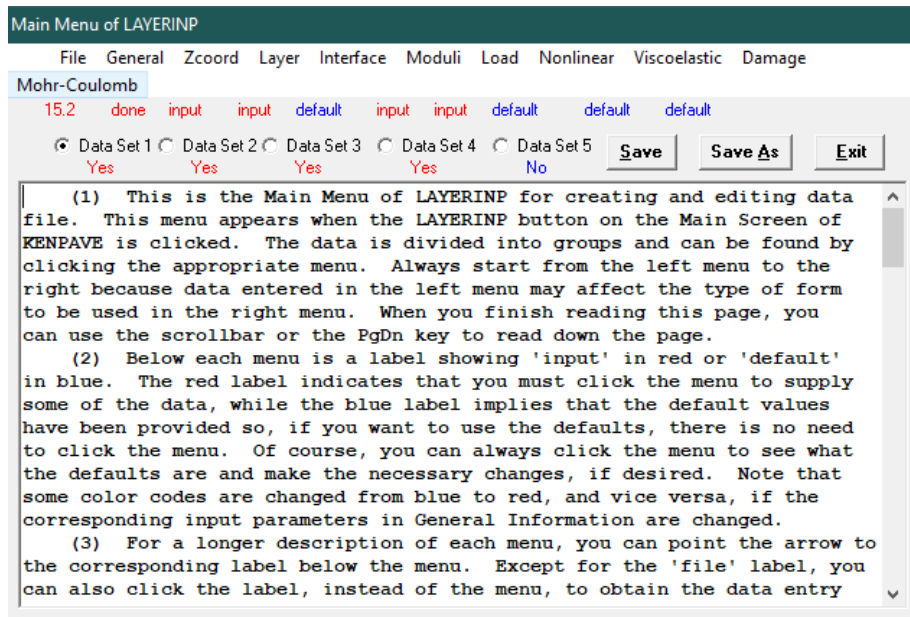 Main Menu of LAYERINP
File General Zcoord Layer Interface Moduli Load Nonlinear Viscoelastic Damage
Mohr-Coulomb
15.2 done input input default input input default default default
Data Set 1 Data Set 2 Data Set 3 Data Set 4 Data Set 5 Save Save As Exit
Yes Yes Yes Yes No
(1) This is the Main Menu of LAYERINP for creating and editing data
file. This menu appears when the LAYERINP button on the Main Screen of
KENPAVE is clicked. The data is divided into groups and can be found by
clicking the appropriate menu. Always start from the left menu to the
right because data entered in the left menu may affect the type of form
to be used in the right menu. When you finish reading this page, you
can use the scrollbar or the PgDn key to read down the page.
(2) Below each menu is a label showing 'input' in red or 'default'
in blue. The red label indicates that you must click the menu to supply
some of the data, while the blue label implies that the default values
have been provided so, if you want to use the defaults, there is no need
to click the menu. Of course, you can always click the menu to see what
the defaults are and make the necessary changes, if desired. Note that
some color codes are changed from blue to red, and vice versa, if the
corresponding input parameters in General Information are changed.
(3) For a longer description of each menu, you can point the arrow to
the corresponding label below the menu. Except for the 'file' label, you
can also click the label, instead of the menu, to obtain the data entry